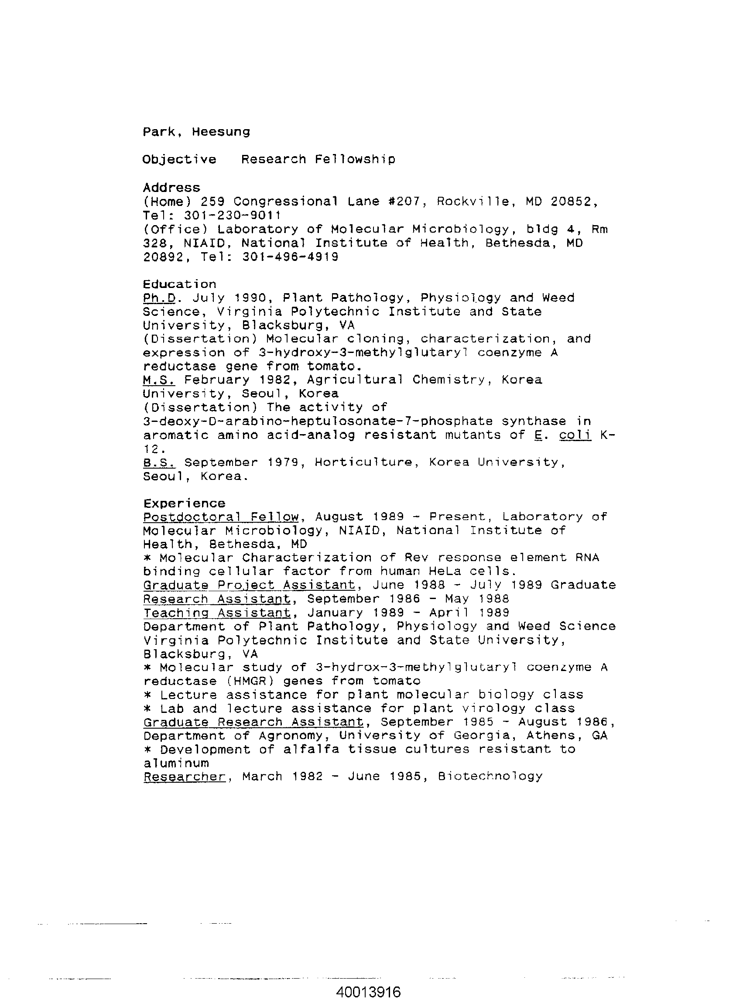 Park, Heesung
Objective   Research Fellowship
Address
(Home) 259 Congressional Lane #207, Rockville, MD 20852,
Tel: 301-230-9011
(Office) Laboratory of Molecular Microbiology, bldg 4, Rm
328, NIAID, National Institute of Health, Bethesda, MD
20892, Tel: 301-496-4919
Education
Ph.D. July 1990, Plant Pathology, Physiology and Weed
Science, Virginia Polytechnic Institute and State
University, Blacksburg, VA
(Dissertation) Molecular cloning, characterization, and
expression of 3-hydroxy-3-methylglutaryl coenzyme A
reductase gene from tomato.
M.S. February 1982, Agricultural Chemistry, Korea
University, Seoul, Korea
(Dissertation) The activity of
3-deoxy-D-arabino-heptulosonate-7-phosphate synthase in
aromatic amino acid-analog resistant mutants of E. coli K-
12.
B.S. September 1979, Horticulture, Korea University,
Seoul, Korea.
Experience
Postdoctoral Fellow, August 1989 - Present, Laboratory of
Molecular Microbiology, NIAID, National Institute of
Health, Bethesda, MD
* Molecular Characterization of Rev response element RNA
binding cellular factor from human HeLa cells.
Graduate Project Assistant, June 1988 - July 1989 Graduate
Research Assistant, September 1986 - May 1988
Teaching Assistant, January 1989 - April 1989
Department of Plant Pathology, Physiology and Weed Science
Virginia Polytechnic Institute and State University,
Blacksburg, VA
* Molecular study of 3-hydrox-3-methylglutaryl coenzyme A
reductase (HMGR) genes from tomato
* Lecture assistance for plant molecular biology class
* Lab and lecture assistance for plant virology class
Graduate Research Assistant, September 1985 - August 1986,
Department of Agronomy, University of Georgia, Athens, GA
* Development of alfalfa tissue cultures resistant to
aluminum
Researcher, March 1982 - June 1985, Biotechnology
40013916